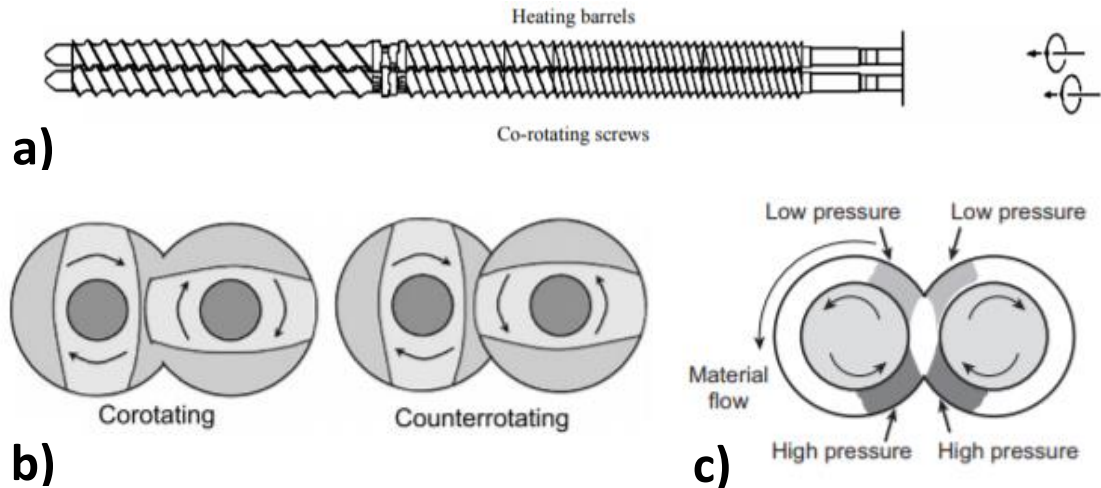 Heating barrels
Co-rotating screws
a)
Corotating
Counterrotating
b)
Low pressure
Low pressure
Material
flow
High pressure
High pressure
c)